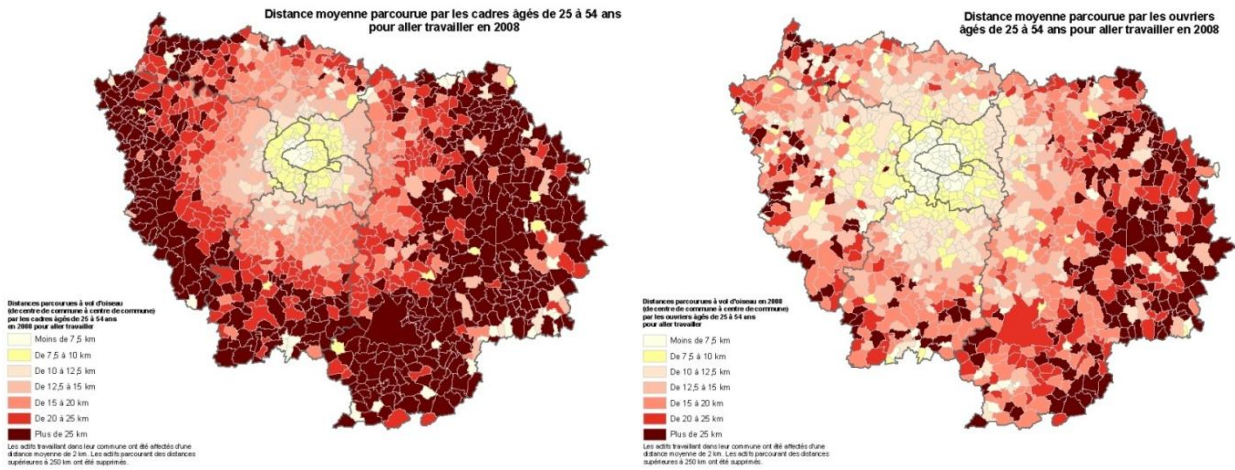 Distance moyenne parcourue par les cadres âgés de 25 à 54 ans
pour aller travailler en 2008
Distances parcourues à vol d'oiseau
(de centre de commune à centre de commune)
par les cadres âgés de 25 à 54 ans
en 2008 pour aller travailler
Moins de 7,5 km
De 7,5 à 10 km
De 10 à 12,5 km
De 12,5 à 15 km
De 15 à 20 km
De 20 à 25 km
Plus de 25 km
Les actifs travaillant dans leur commune ont été affectés d'une
distance moyenne de 2 km. Les actifs parcourant des distances
supérieures à 250 km ont été supprimés.
Distance moyenne parcourue par les ouvriers
âgés de 25 à 54 ans pour aller travailler en 2008
Distances parcourues à vol d'oiseau en 2008
(de centre de commune à centre de commune)
par les ouvriers âgés de 25 à 54 ans
pour aller travailler
Moins de 7,5 km
De 7,5 à 10 km
De 10 à 12,5 km
De 12,5 à 15 km
De 15 à 20 km
De 20 à 25 km
Plus de 25 km
Les actifs travaillant dans leur commune ont été affectés d'une
distance moyenne de 2 km. Les actifs parcourant des distances
supérieures à 250 km ont été supprimés.